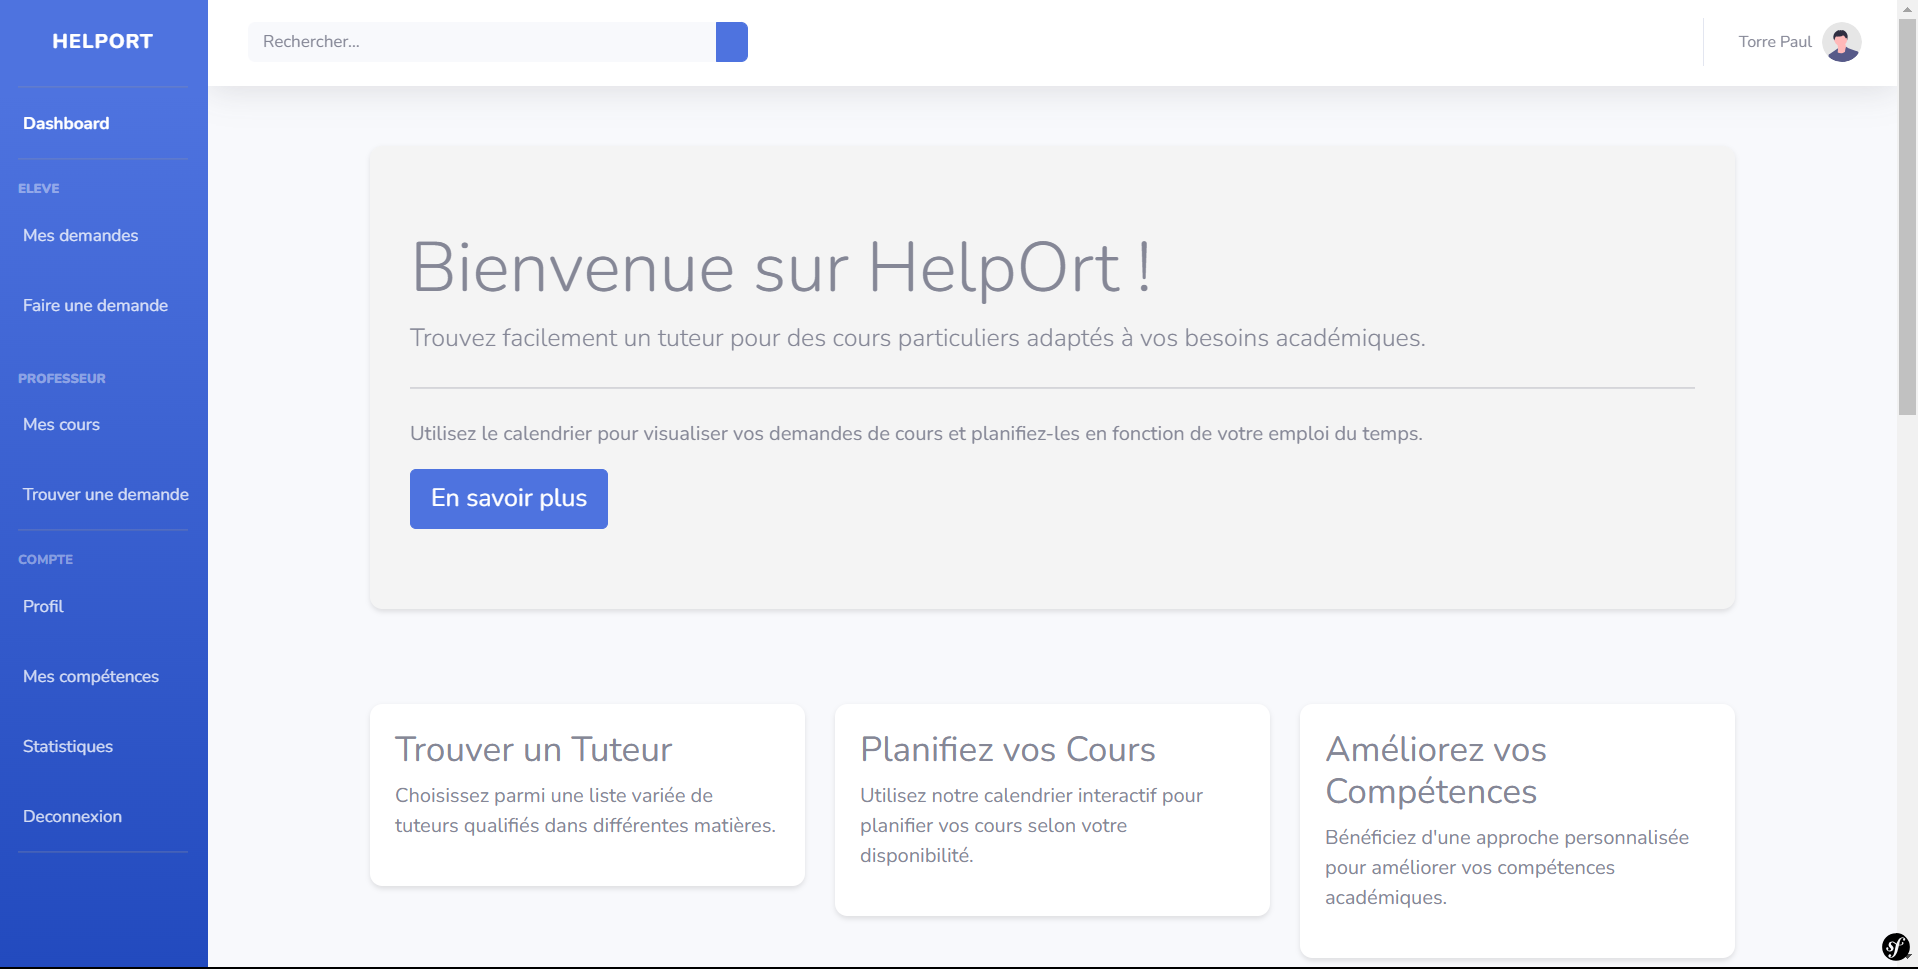 HELPORT
Rechercher...
Torre Paul
Dashboard
ELEVE
Mes demandes
Faire une demande
PROFESSEUR
Mes cours
Trouver une demande
COMPTE
Profil
Mes compétences
Statistiques
Deconnexion
Bienvenue sur HelpOrt !
Trouvez facilement un tuteur pour des cours particuliers adaptés à vos besoins académiques.
Utilisez le calendrier pour visualiser vos demandes de cours et planifiez-les en fonction de votre emploi du temps.
En savoir plus
Trouver un Tuteur
Choisissez parmi une liste variée de
tuteurs qualifiés dans différentes matières.
Planifiez vos Cours
Utilisez notre calendrier interactif pour
planifier vos cours selon votre
disponibilité.
Améliorez vos
Compétences
Bénéficiez d'une approche personnalisée
pour améliorer vos compétences
académiques.
sf